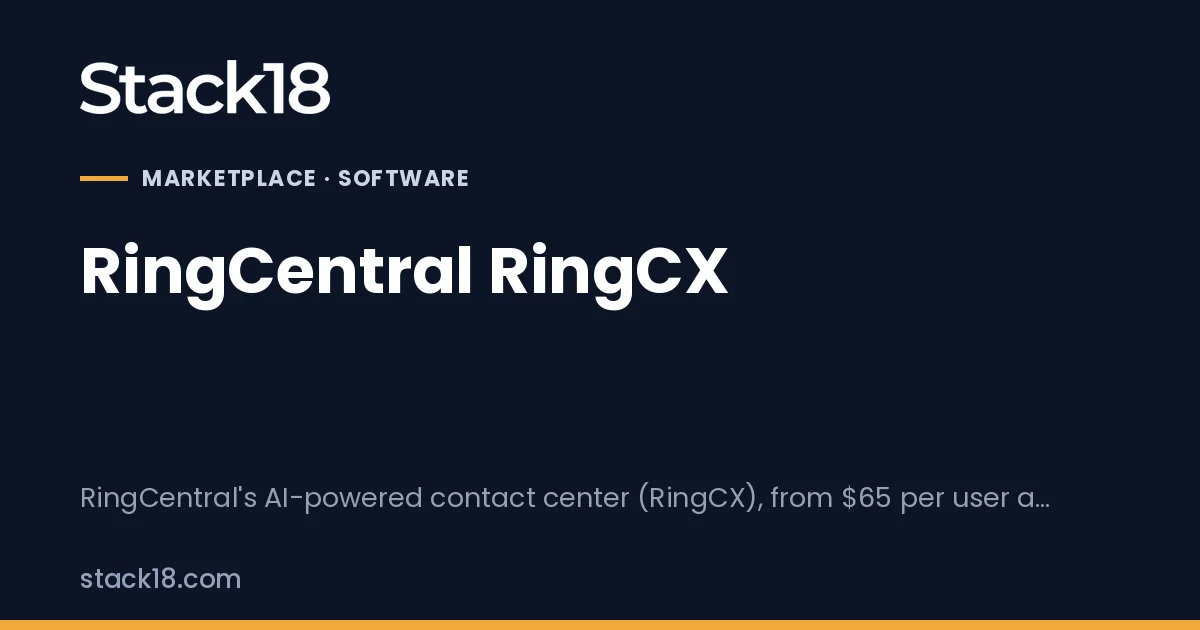 Stack18
MARKETPLACE · SOFTWARE
RingCentral RingCX
RingCentral's AI-powered contact center (RingCX), from $65 per user a...
stack18.com